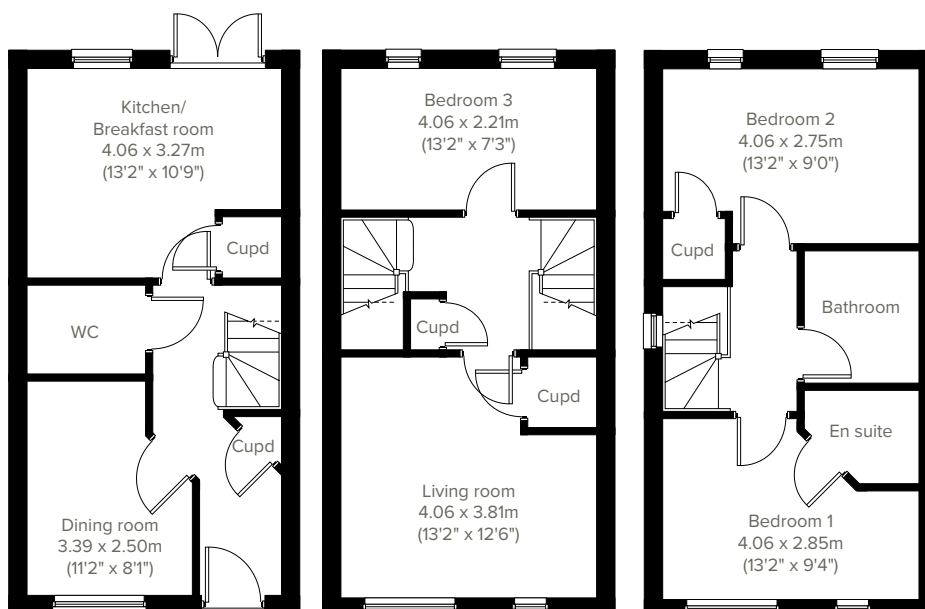 Kitchen/
Breakfast room
4.06 x 3.27m
(13'2" x 10'9")
Cupd
WC
Cupd
Dining room
3.39 x 2.50m
(11'2" x 8'1")
Bedroom 3
4.06 x 2.21m
(13'2" x 7'3")
Cupd
Cupd
Living room
4.06 x 3.81m
(13'2" x 12'6")
Bedroom 2
4.06 x 2.75m
(13'2" x 9'0")
Cupd
Bathroom
En suite
Bedroom 1
4.06 x 2.85m
(13'2" x 9'4")